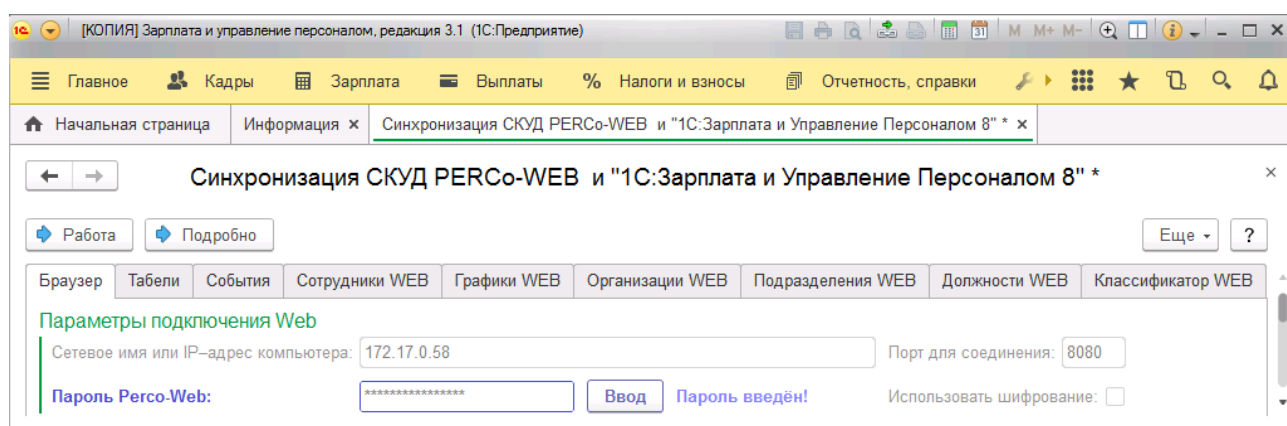 [КОПИЯ] Зарплата и управление персоналом, редакция 3.1 (1С:Предприятие) 31 M M+ M-
Главное Кадры Зарплата Выплаты % Налоги и взносы Отчетность, справки
Начальная страница Информация × Синхронизация СКУД PERCo-WEB и "1С:Зарплата и Управление Персоналом 8" * ×
Синхронизация СКУД PERCo-WEB и "1С:Зарплата и Управление Персоналом 8" *
Работа Подробно Еще ?
Браузер Табели События Сотрудники WEB Графики WEB Организации WEB Подразделения WEB Должности WEB Классификатор WEB
Параметры подключения Web
Сетевое имя или IP–адрес компьютера: 172.17.0.58 Порт для соединения: 8080
Пароль Perco-Web: **************** Ввод Пароль введён! Использовать шифрование: